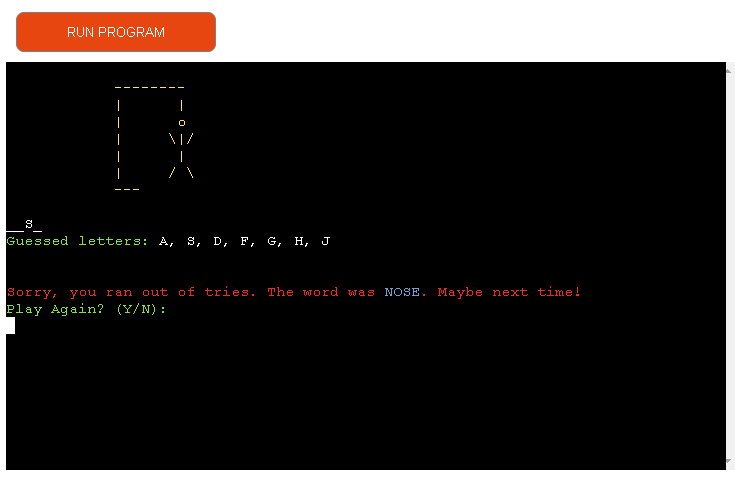 RUN PROGRAM
--------
|      |
|      o
|     \|/
|      |
|     / \
---
__S_
Guessed letters: A, S, D, F, G, H, J
Sorry, you ran out of tries. The word was NOSE. Maybe next time!
Play Again? (Y/N):